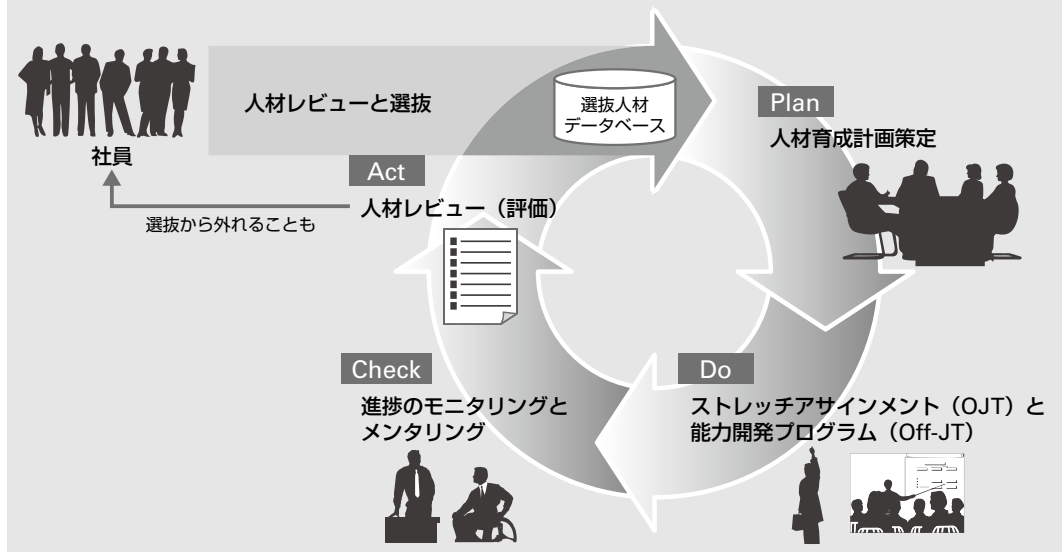 人材レビューと選抜
選抜人材
データベース
社員
選抜から外れることも
Plan
人材育成計画策定
Do
ストレッチアサインメント（OJT）と
能力開発プログラム（Off-JT）
Check
進捗のモニタリングと
メンタリング
Act
人材レビュー（評価）